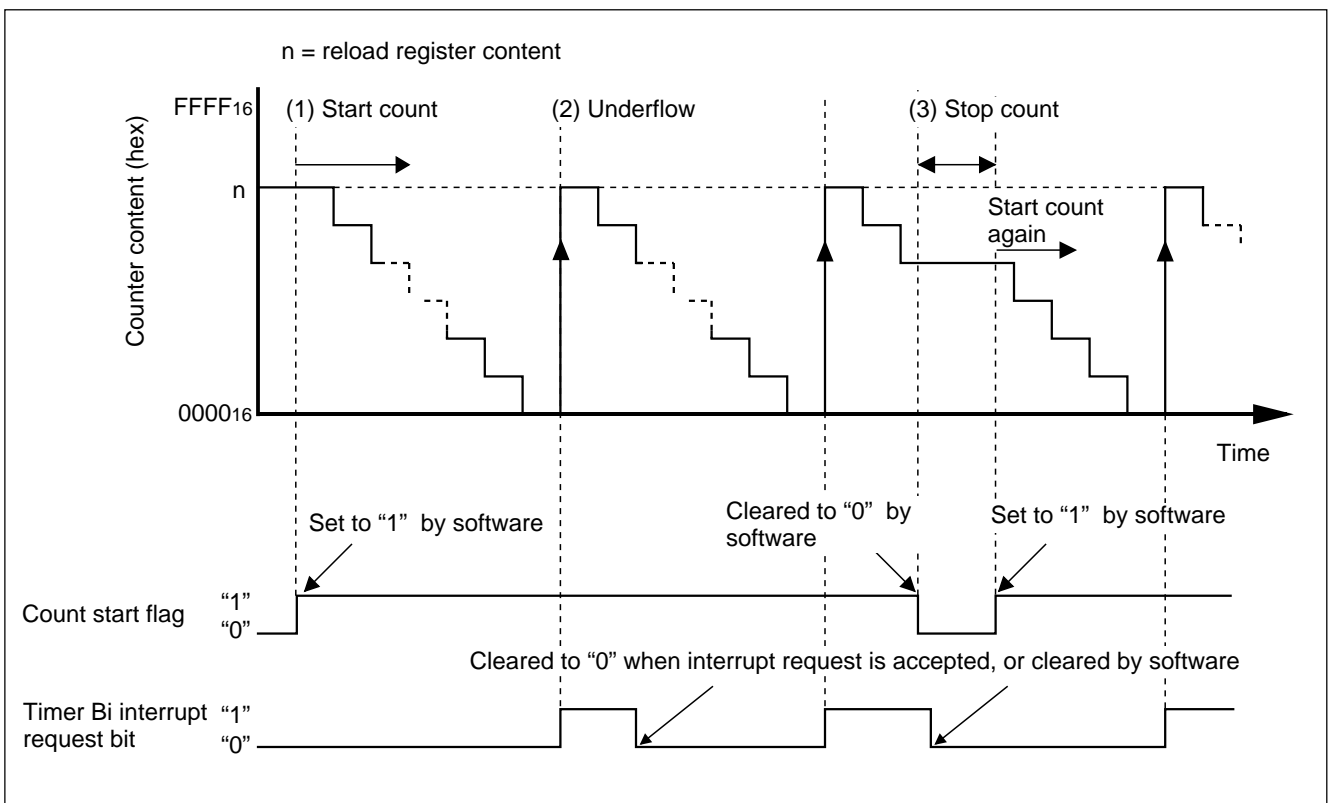 n = reload register content
FFFF16
(1) Start count
(2) Underflow
(3) Stop count
Counter content (hex)
n
Start count
again
000016
Time
Set to “1” by software
Cleared to “0” by
software
Set to “1” by software
Count start flag
“1”
“0”
Cleared to “0” when interrupt request is accepted, or cleared by software
Timer Bi interrupt
request bit
“1”
“0”